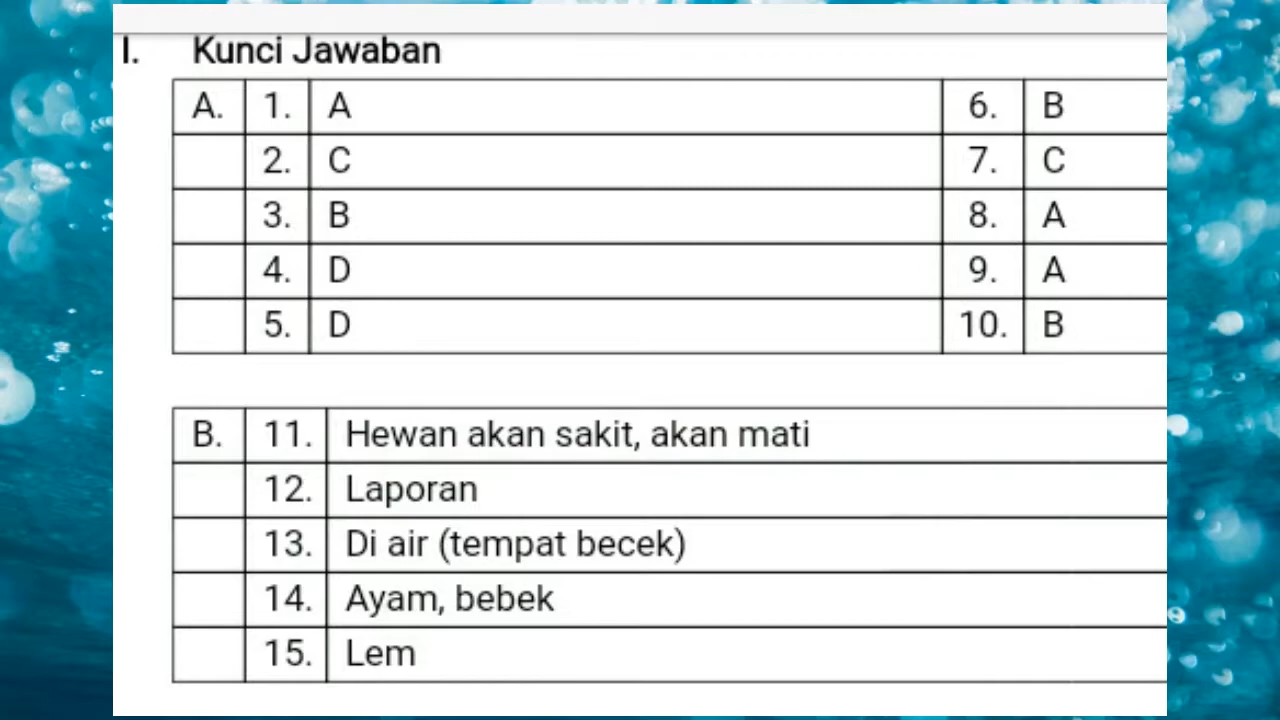 I. Kunci Jawaban
A. 1. A 6. B
2. C 7. C
3. B 8. A
4. D 9. A
5. D 10. B
B. 11. Hewan akan sakit, akan mati
12. Laporan
13. Di air (tempat becek)
14. Ayam, bebek
15. Lem